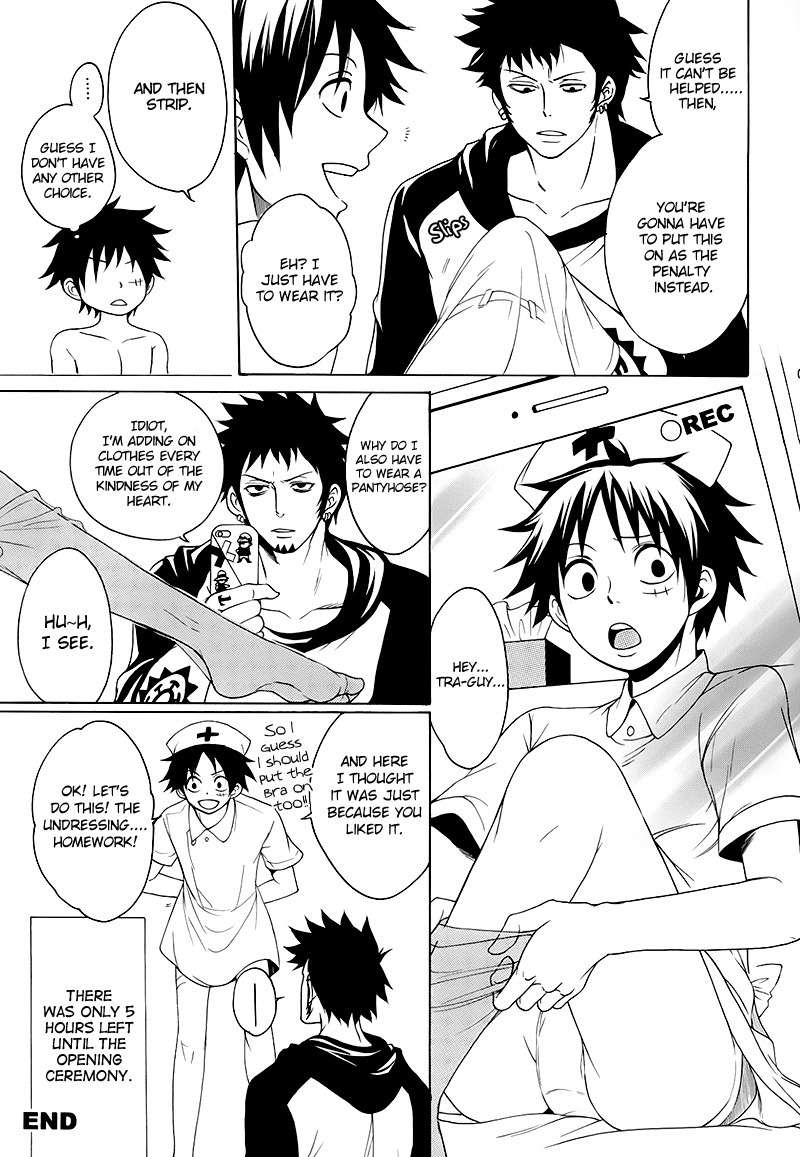 GUESS
IT CAN'T BE
HELPED.....
THEN,
YOU'RE
GONNA HAVE
TO PUT THIS
ON AS THE
PENALTY
INSTEAD.
Slips
EH? I
JUST HAVE
TO WEAR IT?
AND THEN
STRIP.
......
GUESS I
DON'T HAVE
ANY OTHER
CHOICE.
REC
HEY...
TRA-GUY...
WHY DO I
ALSO HAVE
TO WEAR A
PANTYHOSE?
IDIOT,
I'M ADDING ON
CLOTHES EVERY
TIME OUT OF THE
KINDNESS OF MY
HEART.
HU~H,
I SEE.
AND HERE
I THOUGHT
IT WAS JUST
BECAUSE YOU
LIKED IT.
So I
Guess
I should
put the
Bra on
too!!
OK! LET'S
DO THIS! THE
UNDRESSING....
HOMEWORK!
THERE
WAS ONLY 5
HOURS LEFT
UNTIL THE
OPENING
CEREMONY.
END